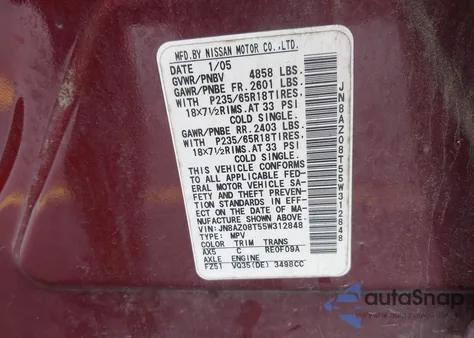 MFD.BY NISSAN MOTOR CO.,LTD.
DATE 1/05
GVWR/PNBV 4858 LBS.
GAWR/PNBE FR. 2601 LBS.
WITH P235/65R18TIRES,
18X7½RIMS.AT 33 PSI
COLD SINGLE.
GAWR/PNBE RR. 2403 LBS.
WITH P235/65R18TIRES,
18X7½RIMS.AT 33 PSI
COLD SINGLE.
THIS VEHICLE CONFORMS
TO ALL APPLICABLE FED-
ERAL MOTOR VEHICLE SA-
FETY AND THEFT PREVEN-
TION STANDARDS IN EFF-
ECT ON THE DATE OF MA-
NUFACTURE SHOWN ABOVE.
VIN: JN8AZ08T55W312848
TYPE: MPV
COLOR TRIM TRANS
AX5 C RE0F09A
AXLE ENGINE
FZ51 VQ35(DE) 3498CC
JN8AZ08T55W312848
autoSnap